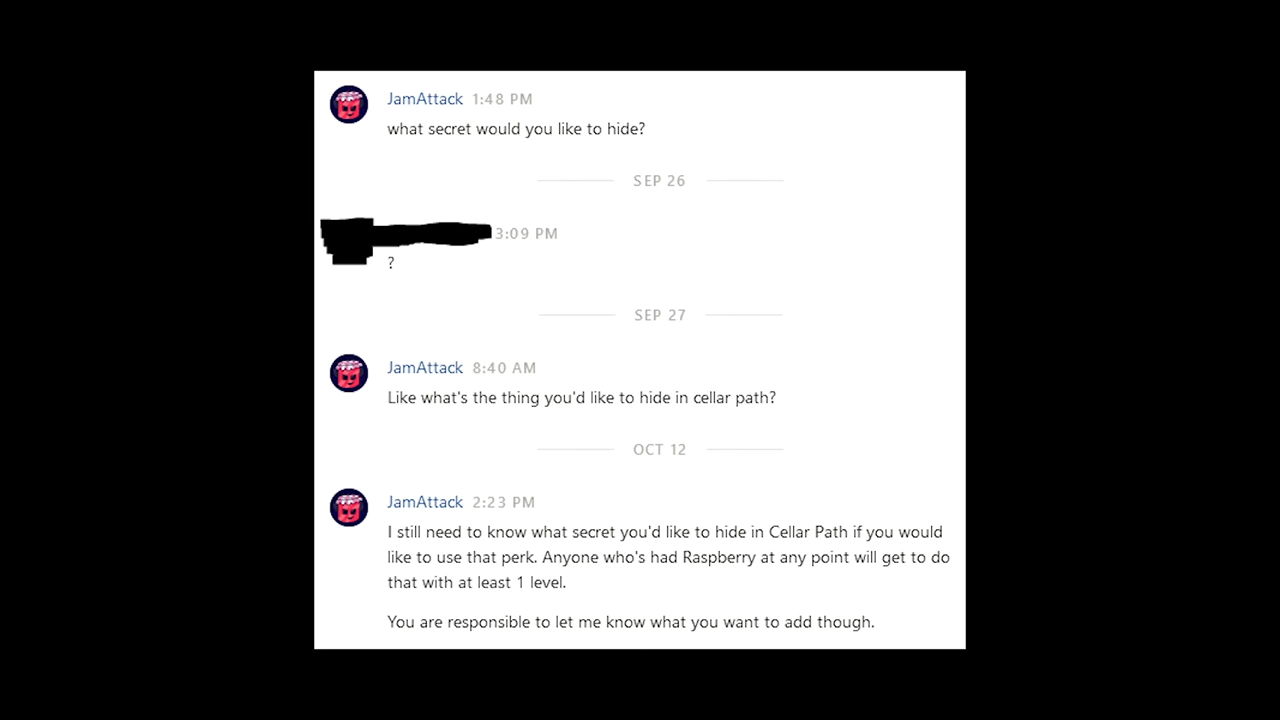 JamAttack 1:48 PM
what secret would you like to hide?
SEP 26
3:09 PM
?
SEP 27
JamAttack 8:40 AM
Like what's the thing you'd like to hide in cellar path?
OCT 12
JamAttack 2:23 PM
I still need to know what secret you'd like to hide in Cellar Path if you would
like to use that perk. Anyone who's had Raspberry at any point will get to do
that with at least 1 level.
You are responsible to let me know what you want to add though.